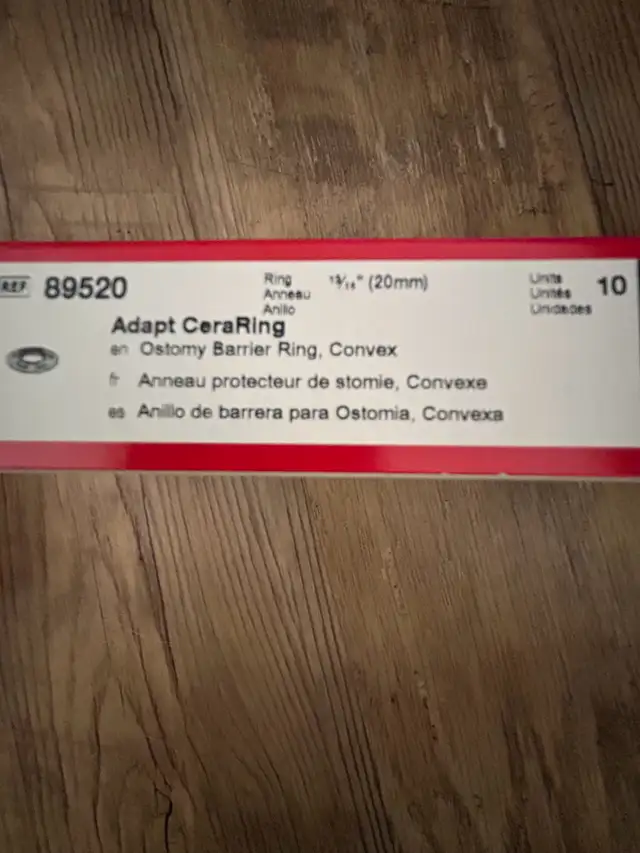 REF 89520
Ring
Anneau
Anillo
13/16" (20mm)
Units
Unités
Unidades
10
Adapt CeraRing
en Ostomy Barrier Ring, Convex
fr Anneau protecteur de stomie, Convexe
es Anillo de barrera para Ostomia, Convexa